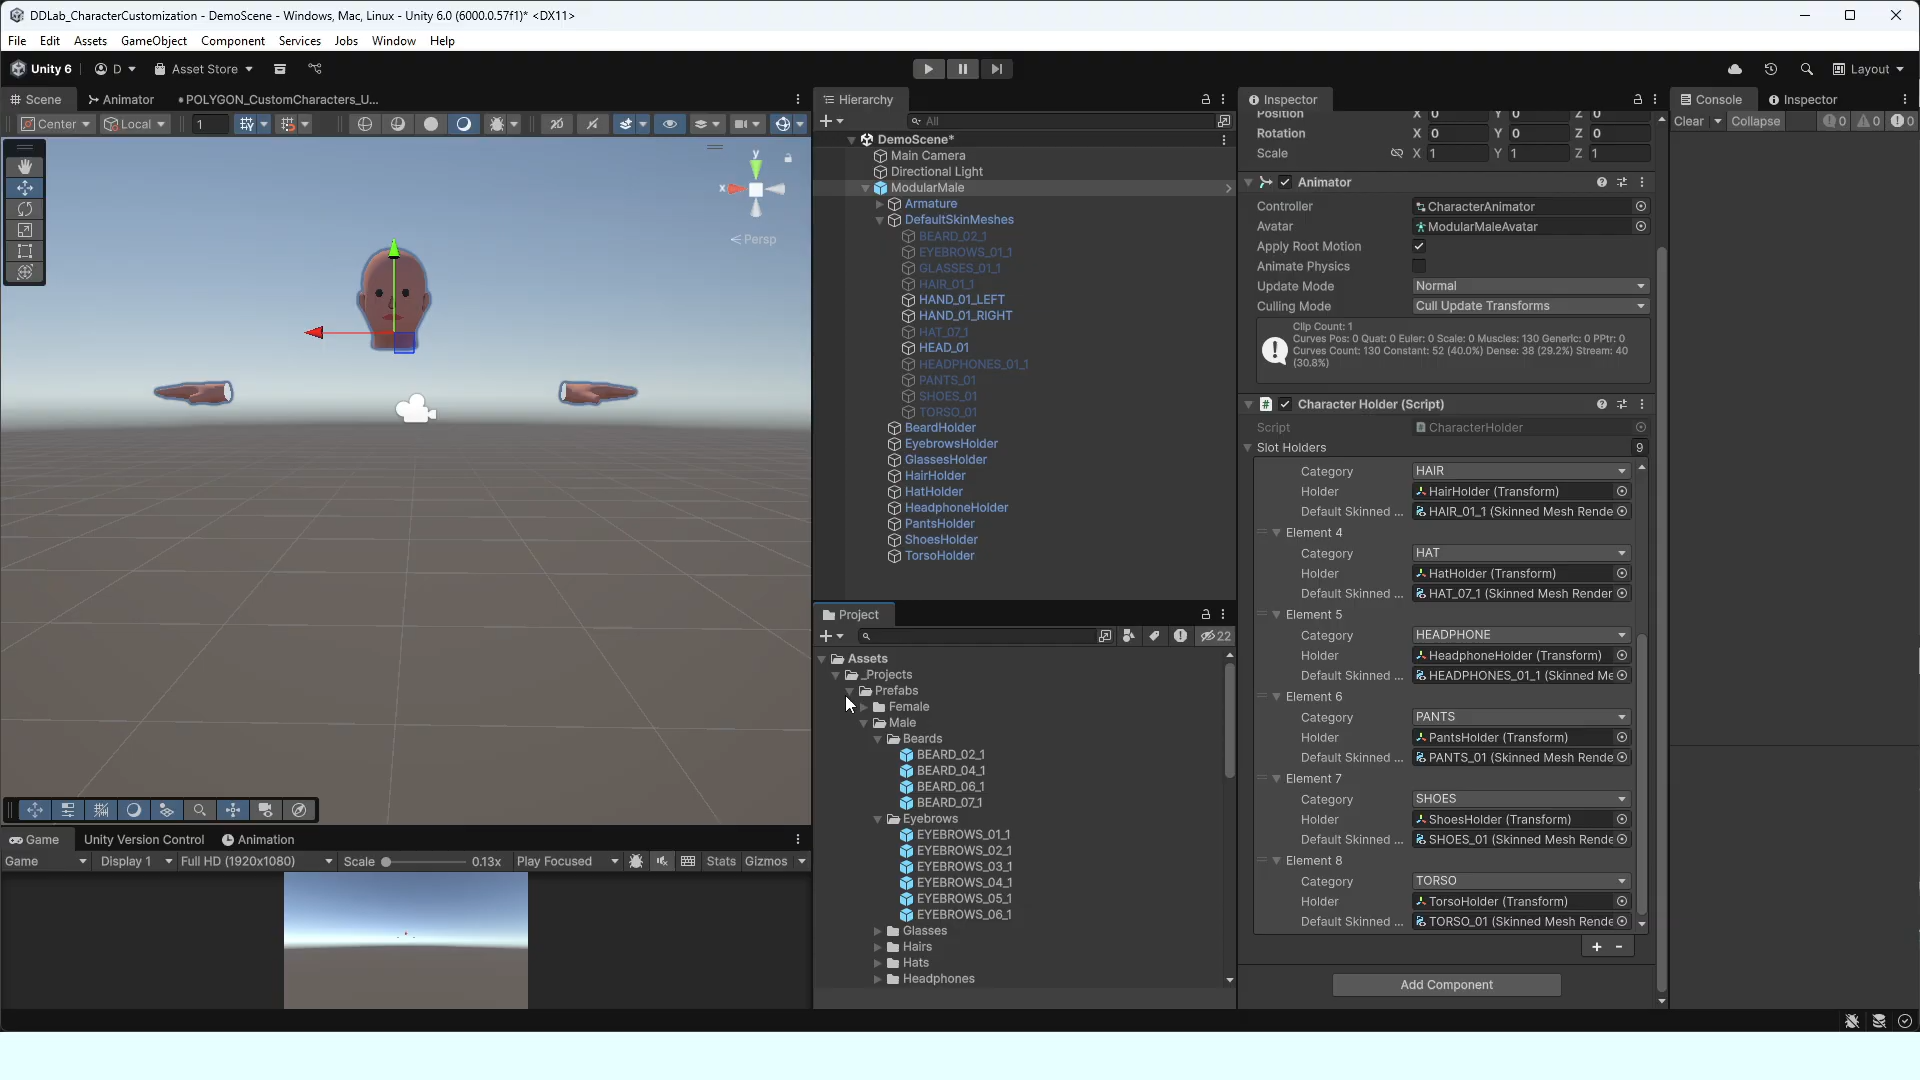 DDLab_CharacterCustomization - DemoScene - Windows, Mac, Linux - Unity 6.0 (6000.0.57f1)* <DX11>
File Edit Assets GameObject Component Services Jobs Window Help
Unity 6 D Asset Store Layout
Scene Animator POLYGON_CustomCharacters_U...
Center Local 1 2D
y
x
Persp
Hierarchy
All
DemoScene*
Main Camera
Directional Light
ModularMale
Armature
DefaultSkinMeshes
BEARD_02_1
EYEBROWS_01_1
GLASSES_01_1
HAIR_01_1
HAND_01_LEFT
HAND_01_RIGHT
HAT_07_1
HEAD_01
HEADPHONES_01_1
PANTS_01
SHOES_01
TORSO_01
BeardHolder
EyebrowsHolder
GlassesHolder
HairHolder
HatHolder
HeadphoneHolder
PantsHolder
ShoesHolder
TorsoHolder
Project
22
Assets
_Projects
Prefabs
Female
Male
Beards
BEARD_02_1
BEARD_04_1
BEARD_06_1
BEARD_07_1
Eyebrows
EYEBROWS_01_1
EYEBROWS_02_1
EYEBROWS_03_1
EYEBROWS_04_1
EYEBROWS_05_1
EYEBROWS_06_1
Glasses
Hairs
Hats
Headphones
Inspector
Position X 0 Y 0 Z 0
Rotation X 0 Y 0 Z 0
Scale X 1 Y 1 Z 1
Animator
Controller CharacterAnimator
Avatar ModularMaleAvatar
Apply Root Motion
Animate Physics
Update Mode Normal
Culling Mode Cull Update Transforms
Clip Count: 1
Curves Pos: 0 Quat: 0 Euler: 0 Scale: 0 Muscles: 130 Generic: 0 PPtr: 0
Curves Count: 130 Constant: 52 (40.0%) Dense: 38 (29.2%) Stream: 40
(30.8%)
Character Holder (Script)
Script CharacterHolder
Slot Holders 9
Category HAIR
Holder HairHolder (Transform)
Default Skinned ... HAIR_01_1 (Skinned Mesh Rende
Element 4
Category HAT
Holder HatHolder (Transform)
Default Skinned ... HAT_07_1 (Skinned Mesh Render
Element 5
Category HEADPHONE
Holder HeadphoneHolder (Transform)
Default Skinned ... HEADPHONES_01_1 (Skinned Me
Element 6
Category PANTS
Holder PantsHolder (Transform)
Default Skinned ... PANTS_01 (Skinned Mesh Rende
Element 7
Category SHOES
Holder ShoesHolder (Transform)
Default Skinned ... SHOES_01 (Skinned Mesh Rende
Element 8
Category TORSO
Holder TorsoHolder (Transform)
Default Skinned ... TORSO_01 (Skinned Mesh Rende
+ -
Add Component
Console Inspector
Clear Collapse 0 0 0
Game Unity Version Control Animation
Game Display 1 Full HD (1920x1080) Scale 0.13x Play Focused Stats Gizmos